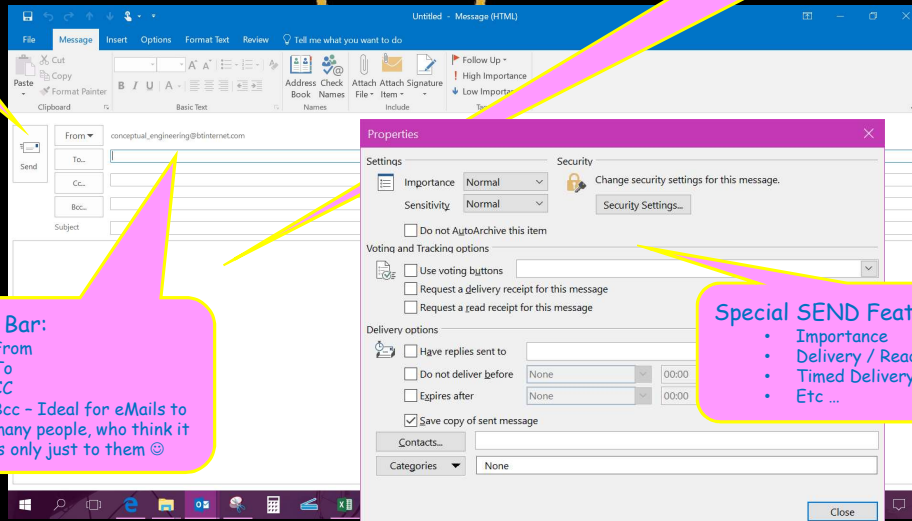 Untitled - Message (HTML)
File Message Insert Options Format Text Review Tell me what you want to do
Cut
Copy
Format Painter
Paste
Clipboard
B I U A
Basic Text
Address Book
Check Names
Names
Attach File
Attach Item
Signature
Include
Follow Up
High Importance
Low Importance
Send
From conceptual_engineering@btinternet.com
To...
Cc...
Bcc...
Subject
Properties
Settings
Importance Normal
Sensitivity Normal
Do not AutoArchive this item
Security
Change security settings for this message.
Security Settings...
Voting and Tracking options
Use voting buttons
Request a delivery receipt for this message
Request a read receipt for this message
Delivery options
Have replies sent to
Do not deliver before None 00:00
Expires after None 00:00
Save copy of sent message
Contacts...
Categories None
Close
Bar:
From
To
CC
Bcc – Ideal for eMails to
many people, who think it
s only just to them ☺
Special SEND Feat
• Importance
• Delivery / Read
• Timed Delivery
• Etc …